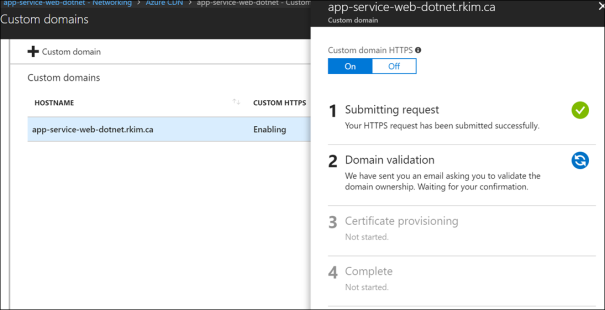 app-service-web-dotnet - Networking > Azure CDN > app-service-web-dotnet - Custom
Custom domains
Custom domain
Custom domains
HOSTNAME
CUSTOM HTTPS
app-service-web-dotnet.rkim.ca
Enabling
app-service-web-dotnet.rkim.ca
Custom domain
Custom domain HTTPS
On
Off
1 Submitting request
Your HTTPS request has been submitted successfully.
2 Domain validation
We have sent you an email asking you to validate the
domain ownership. Waiting for your confirmation.
3 Certificate provisioning
Not started.
4 Complete
Not started.